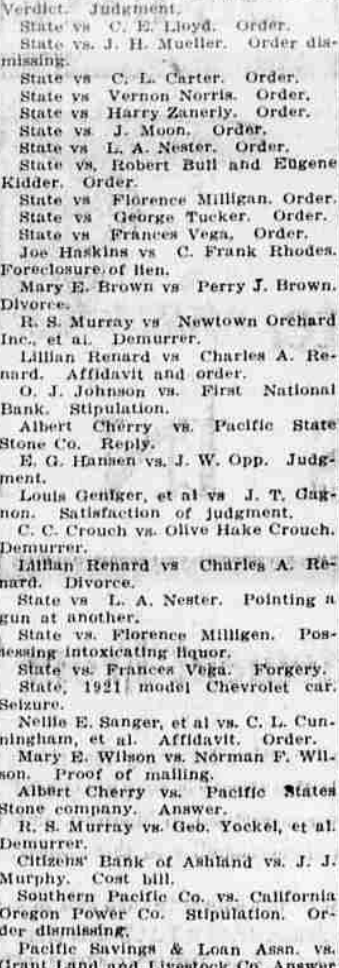 Verdict. Judgment.
State vs C. E. Lloyd. Order.
State vs. J. H. Mueller. Order dis-
missing.
State vs C. L. Carter. Order.
State vs Vernon Norris. Order.
State vs Harry Zanerly. Order.
State vs J. Moon. Order.
State vs L. A. Nester. Order.
State vs. Robert Bull and Eugene
Kidder. Order.
State vs Florence Milligan. Order.
State vs George Tucker. Order.
State vs Frances Vega. Order.
Joe Haskins vs C. Frank Rhodes.
Foreclosure of lien.
Mary E. Brown vs Perry J. Brown.
Divorce.
R. S. Murray vs Newtown Orchard
Inc., et al. Demurrer.
Lillian Renard vs Charles A. Re-
nard. Affidavit and order.
O. J. Johnson vs. First National
Bank. Stipulation.
Albert Cherry vs. Pacific State
Stone Co. Reply.
E. G. Hansen vs. J. W. Opp. Judg-
ment.
Louis Geniger, et al vs J. T. Gag-
non. Satisfaction of judgment.
C. C. Crouch vs. Olive Hake Crouch.
Demurrer.
Lillian Renard vs Charles A. Re-
nard. Divorce.
State vs L. A. Nester. Pointing a
gun at another.
State vs. Florence Milligen. Pos-
sessing intoxicating liquor.
State vs. Frances Vega. Forgery.
State, 1921 model Chevrolet car.
Seizure.
Nellie E. Sanger, et al vs. C. L. Cun-
ningham, et al. Affidavit. Order.
Mary E. Wilson vs. Norman F. Wil-
son. Proof of mailing.
Albert Cherry vs. Pacific States
Stone company. Answer.
R. S. Murray vs. Geo. Yockel, et al.
Demurrer.
Citizens' Bank of Ashland vs. J. J.
Murphy. Cost bill.
Southern Pacific Co. vs. California
Oregon Power Co. Stipulation. Or-
der dismissing.
Pacific Savings & Loan Assn. vs.
Grant Land and Livestock Co. Answer